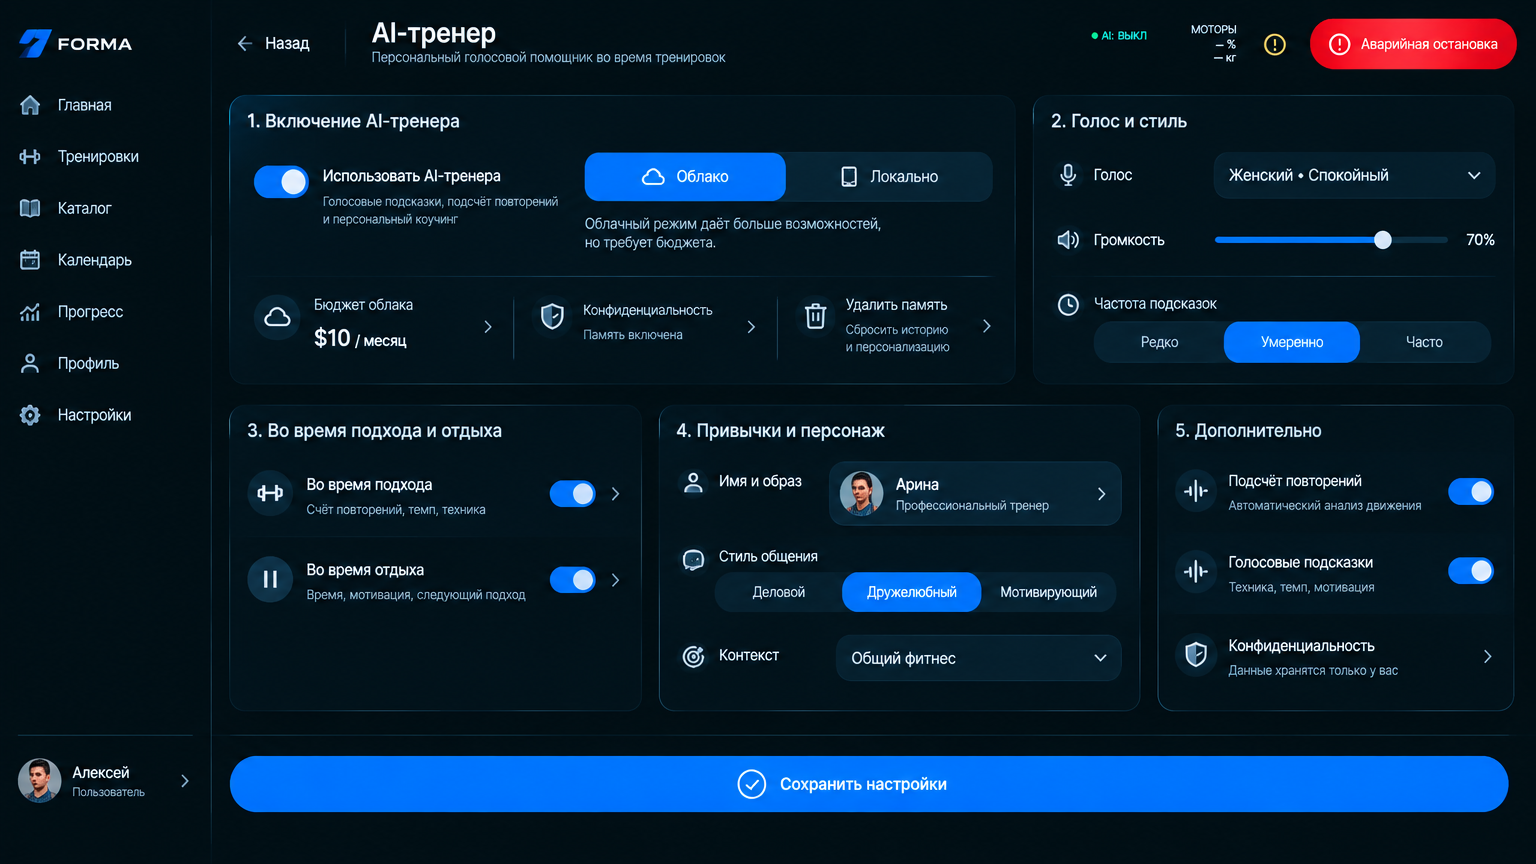 FORMA
Главная
Тренировки
Каталог
Календарь
Прогресс
Профиль
Настройки
Алексей
Пользователь
Назад
AI-тренер
Персональный голосовой помощник во время тренировок
AI: ВЫКЛ
МОТОРЫ
– %
– кг
Аварийная остановка
1. Включение AI-тренера
Использовать AI-тренера
Голосовые подсказки, подсчёт повторений
и персональный коучинг
Облако
Локально
Облачный режим даёт больше возможностей,
но требует бюджета.
Бюджет облака
$10 / месяц
Конфиденциальность
Память включена
Удалить память
Сбросить историю
и персонализацию
2. Голос и стиль
Голос
Женский • Спокойный
Громкость
70%
Частота подсказок
Редко
Умеренно
Часто
3. Во время подхода и отдыха
Во время подхода
Счёт повторений, темп, техника
Во время отдыха
Время, мотивация, следующий подход
4. Привычки и персонаж
Имя и образ
Арина
Профессиональный тренер
Стиль общения
Деловой
Дружелюбный
Мотивирующий
Контекст
Общий фитнес
5. Дополнительно
Подсчёт повторений
Автоматический анализ движения
Голосовые подсказки
Техника, темп, мотивация
Конфиденциальность
Данные хранятся только у вас
Сохранить настройки